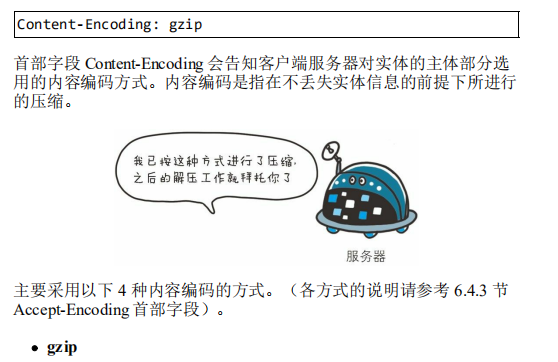 Content-Encoding: gzip
首部字段 Content-Encoding 会告知客户端服务器对实体的主体部分选
用的内容编码方式。内容编码是指在不丢失实体信息的前提下所进行
的压缩。
我已按这种方式进行了压缩,
之后的解压工作就拜托你了
服务器
主要采用以下 4 种内容编码的方式。（各方式的说明请参考 6.4.3 节
Accept-Encoding 首部字段）。
• gzip